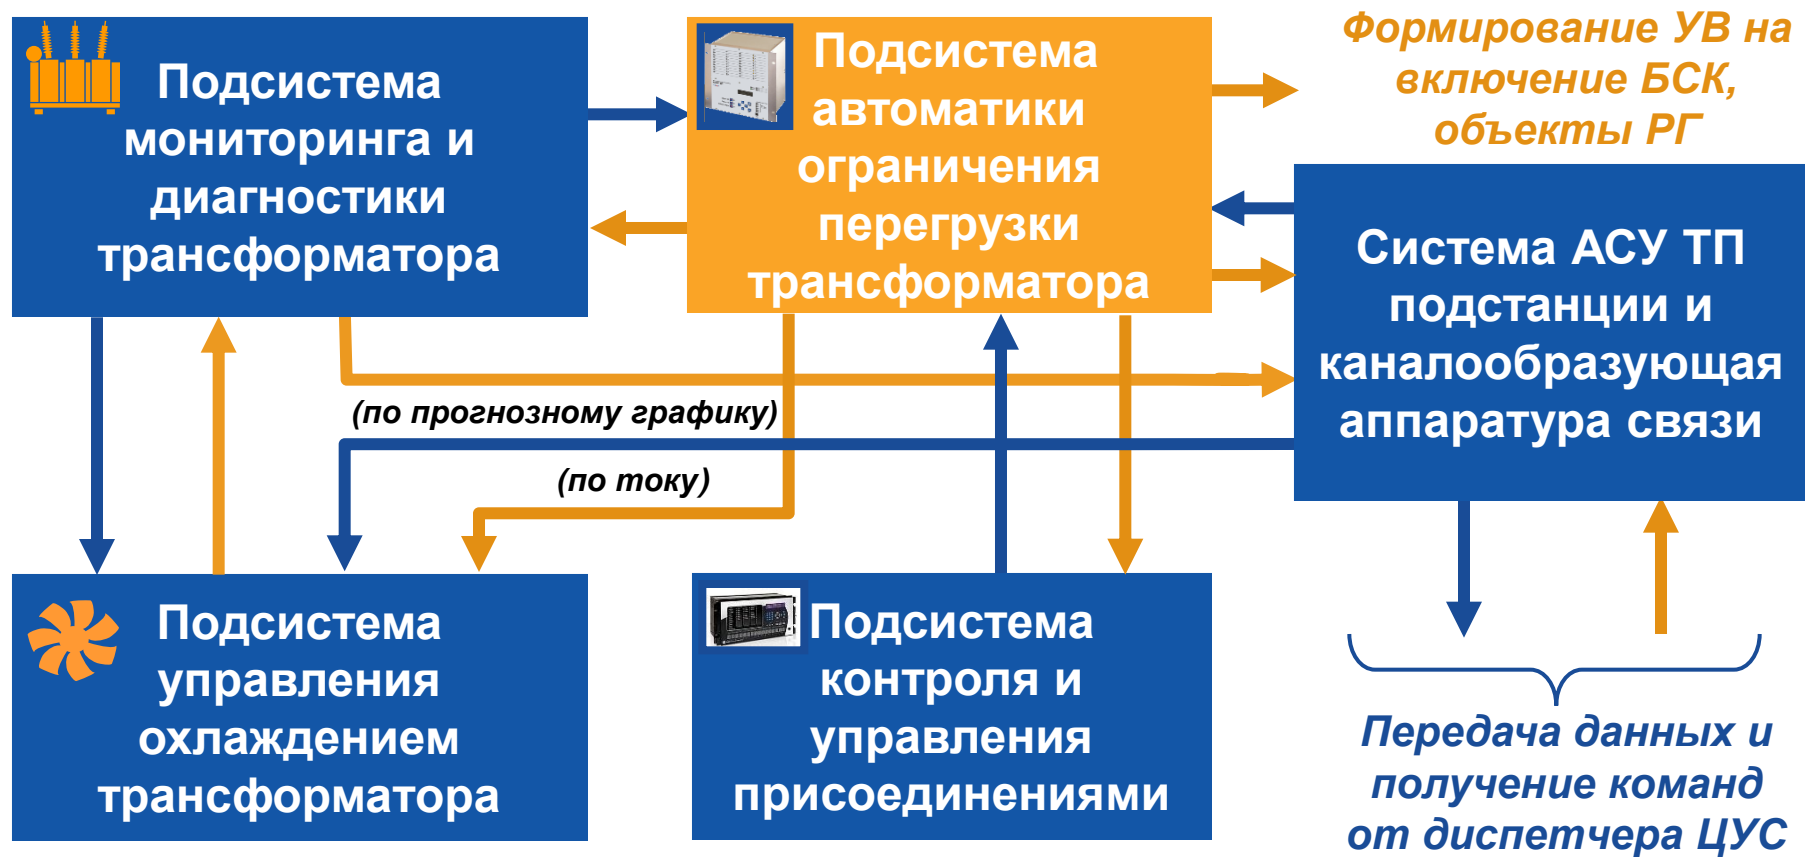 Подсистема
мониторинга и
диагностики
трансформатора
Подсистема
автоматики
ограничения
перегрузки
трансформатора
Формирование УВ на
включение БСК,
объекты РГ
Система АСУ ТП
подстанции и
каналообразующая
аппаратура связи
(по прогнозному графику)
(по току)
Подсистема
управления
охлаждением
трансформатора
Подсистема
контроля и
управления
присоединениями
Передача данных и
получение команд
от диспетчера ЦУС